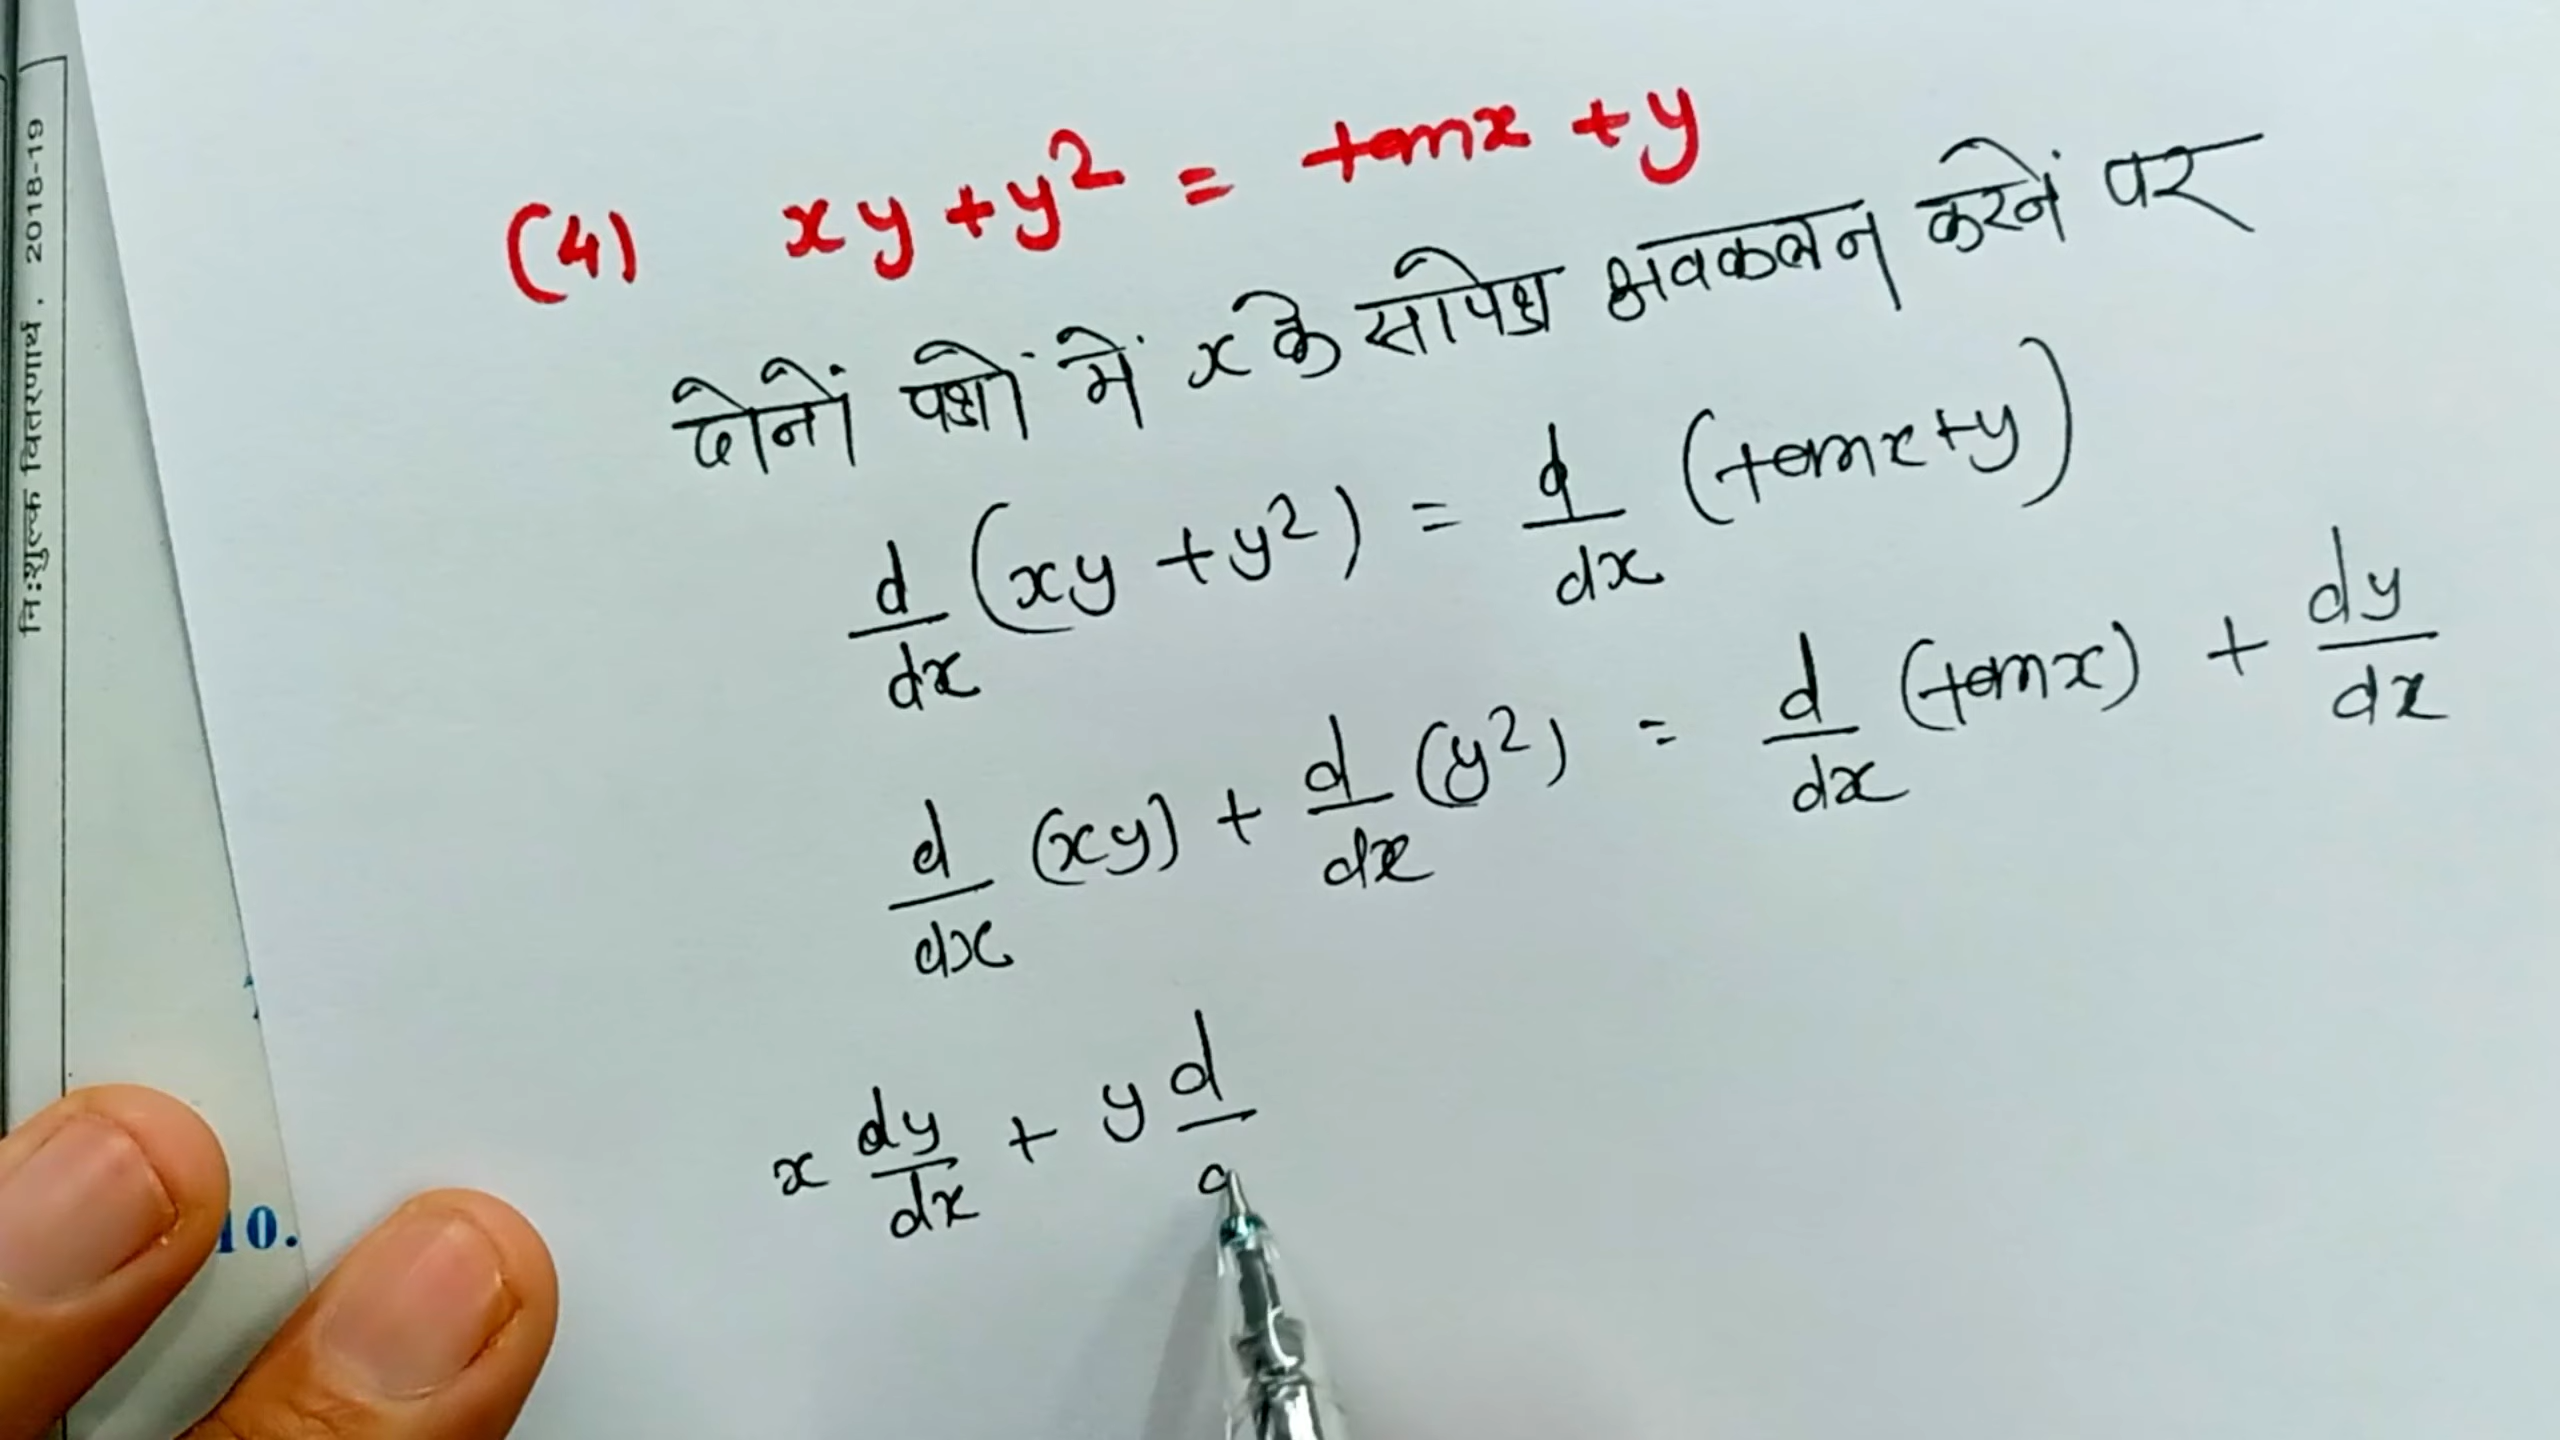 (4) xy + y² = tanx + y
दोनों पक्षों में x के सापेक्ष अवकलन करनें पर
d/dx (xy + y²) = d/dx (tanx + y)
d/dx (xy) + d/dx (y²) = d/dx (tanx) + dy/dx
x dy/dx + y d/d
10.
नि:शुल्क वितरणार्थ, 2018-19